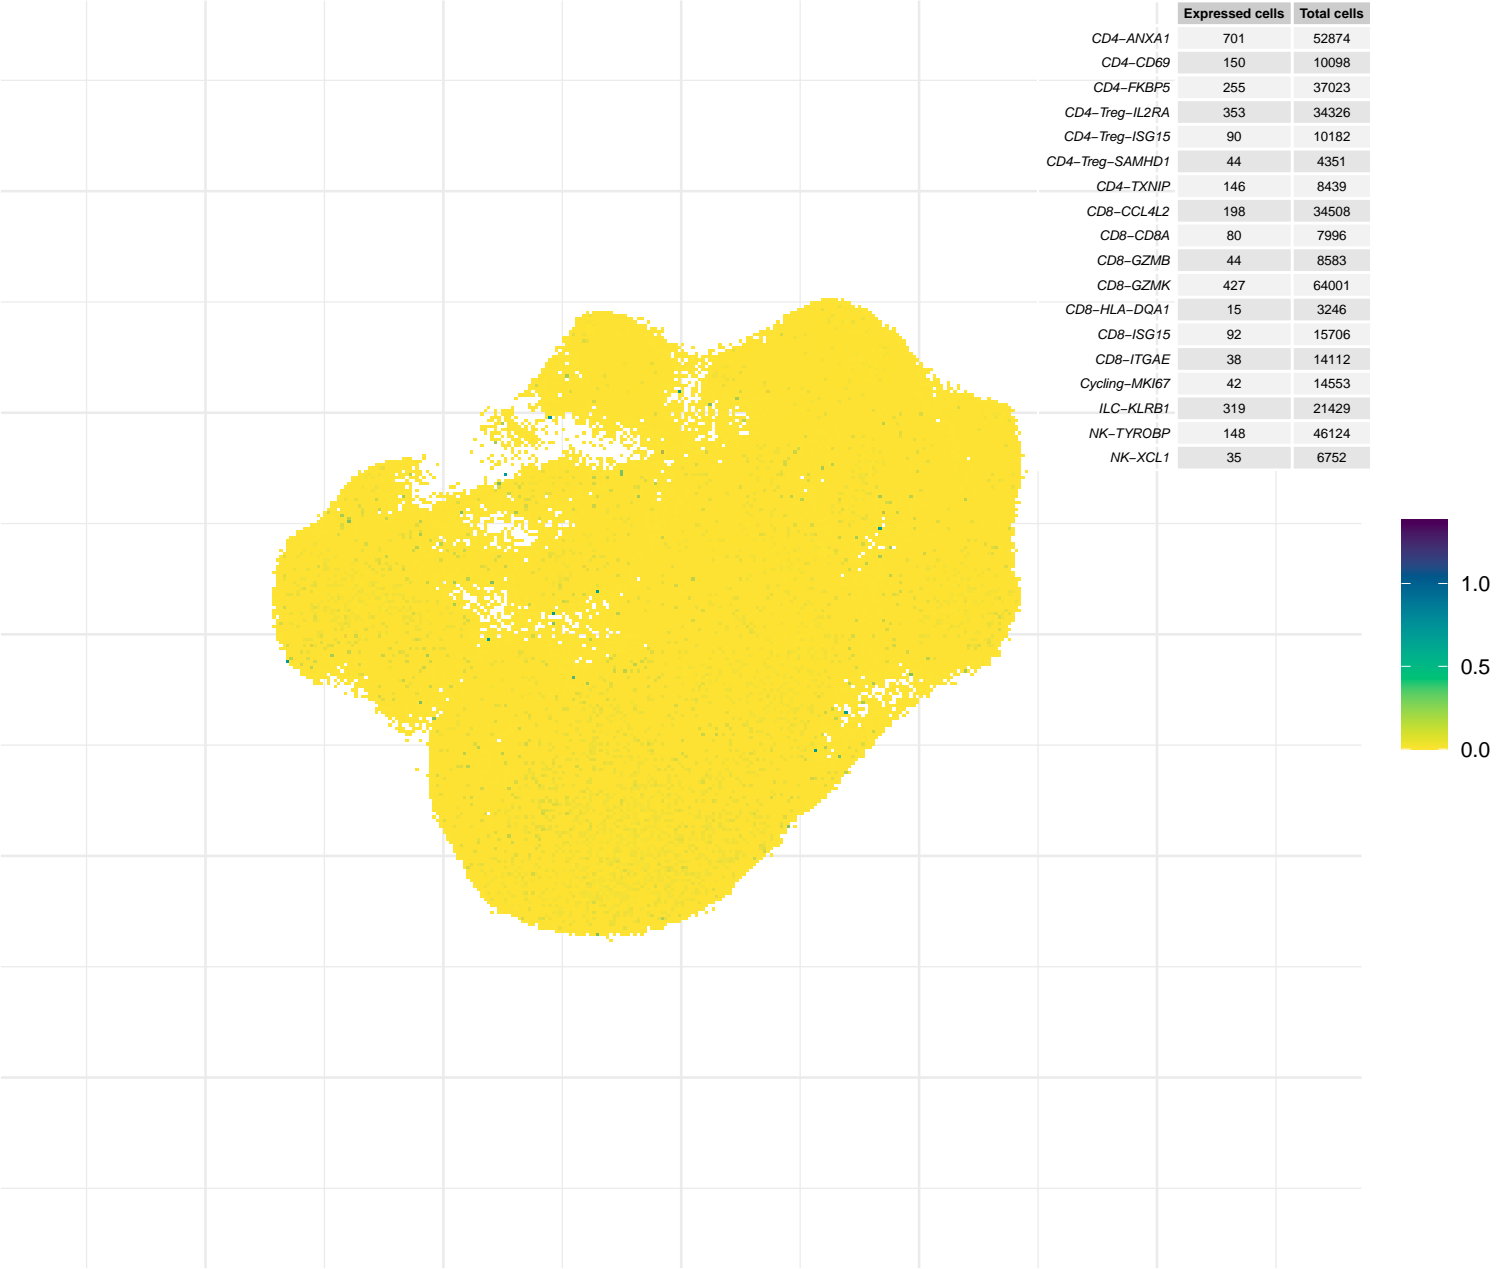 Expressed cells Total cells
CD4−ANXA1 701 52874
CD4−CD69 150 10098
CD4−FKBP5 255 37023
CD4−Treg−IL2RA 353 34326
CD4−Treg−ISG15 90 10182
CD4−Treg−SAMHD1 44 4351
CD4−TXNIP 146 8439
CD8−CCL4L2 198 34508
CD8−CD8A 80 7996
CD8−GZMB 44 8583
CD8−GZMK 427 64001
CD8−HLA−DQA1 15 3246
CD8−ISG15 92 15706
CD8−ITGAE 38 14112
Cycling−MKI67 42 14553
ILC−KLRB1 319 21429
NK−TYROBP 148 46124
NK−XCL1 35 6752
1.0
0.5
0.0